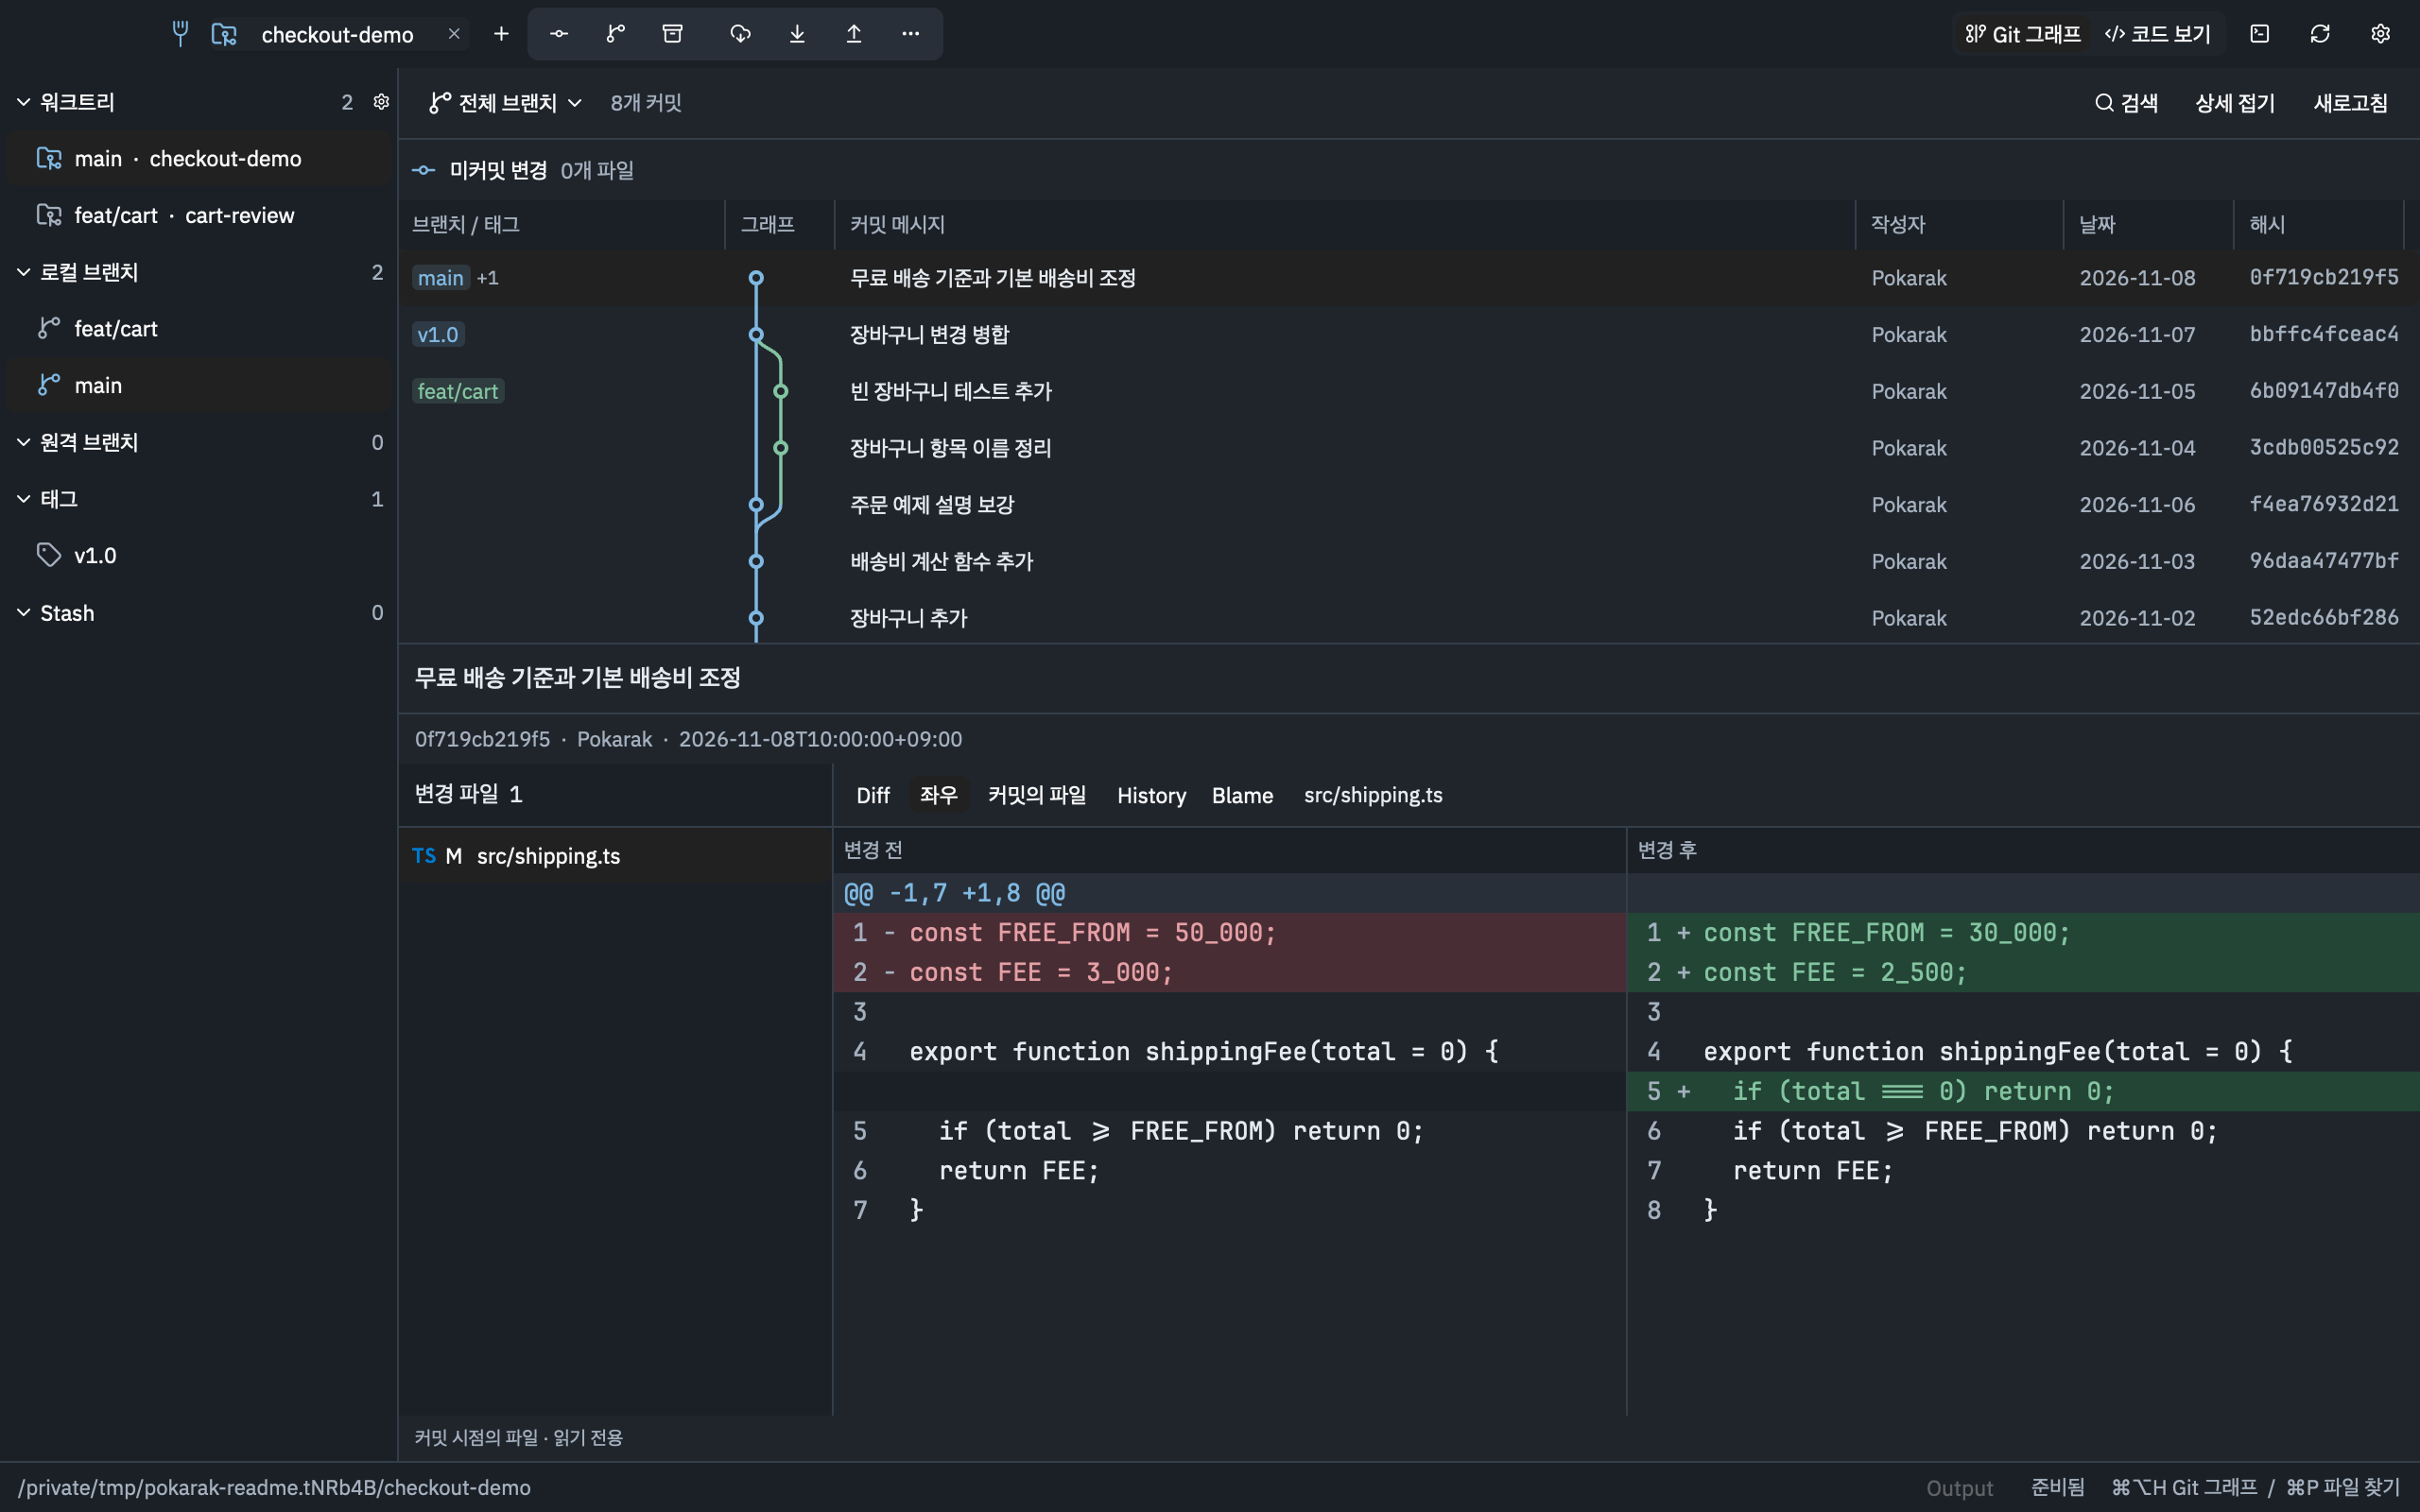 checkout-demo
Git 그래프
코드 보기
워크트리 2
main · checkout-demo
feat/cart · cart-review
로컬 브랜치 2
feat/cart
main
원격 브랜치 0
태그 1
v1.0
Stash 0
전체 브랜치 8개 커밋 검색 상세 접기 새로고침
미커밋 변경 0개 파일
브랜치 / 태그 그래프 커밋 메시지 작성자 날짜 해시
main +1 무료 배송 기준과 기본 배송비 조정 Pokarak 2026-11-08 0f719cb219f5
v1.0 장바구니 변경 병합 Pokarak 2026-11-07 bbffc4fceac4
feat/cart 빈 장바구니 테스트 추가 Pokarak 2026-11-05 6b09147db4f0
장바구니 항목 이름 정리 Pokarak 2026-11-04 3cdb00525c92
주문 예제 설명 보강 Pokarak 2026-11-06 f4ea76932d21
배송비 계산 함수 추가 Pokarak 2026-11-03 96daa47477bf
장바구니 추가 Pokarak 2026-11-02 52edc66bf286
무료 배송 기준과 기본 배송비 조정
0f719cb219f5 · Pokarak · 2026-11-08T10:00:00+09:00
변경 파일 1
TS M src/shipping.ts
Diff 좌우 커밋의 파일 History Blame src/shipping.ts
변경 전
@@ -1,7 +1,8 @@
1 - const FREE_FROM = 50_000;
2 - const FEE = 3_000;
3
4 export function shippingFee(total = 0) {
5 if (total >= FREE_FROM) return 0;
6 return FEE;
7 }
변경 후
1 + const FREE_FROM = 30_000;
2 + const FEE = 2_500;
3
4 export function shippingFee(total = 0) {
5 + if (total === 0) return 0;
6 if (total >= FREE_FROM) return 0;
7 return FEE;
8 }
커밋 시점의 파일 · 읽기 전용
/private/tmp/pokarak-readme.tNRb4B/checkout-demo
Output 준비됨 ⌘⌥H Git 그래프 / ⌘P 파일 찾기